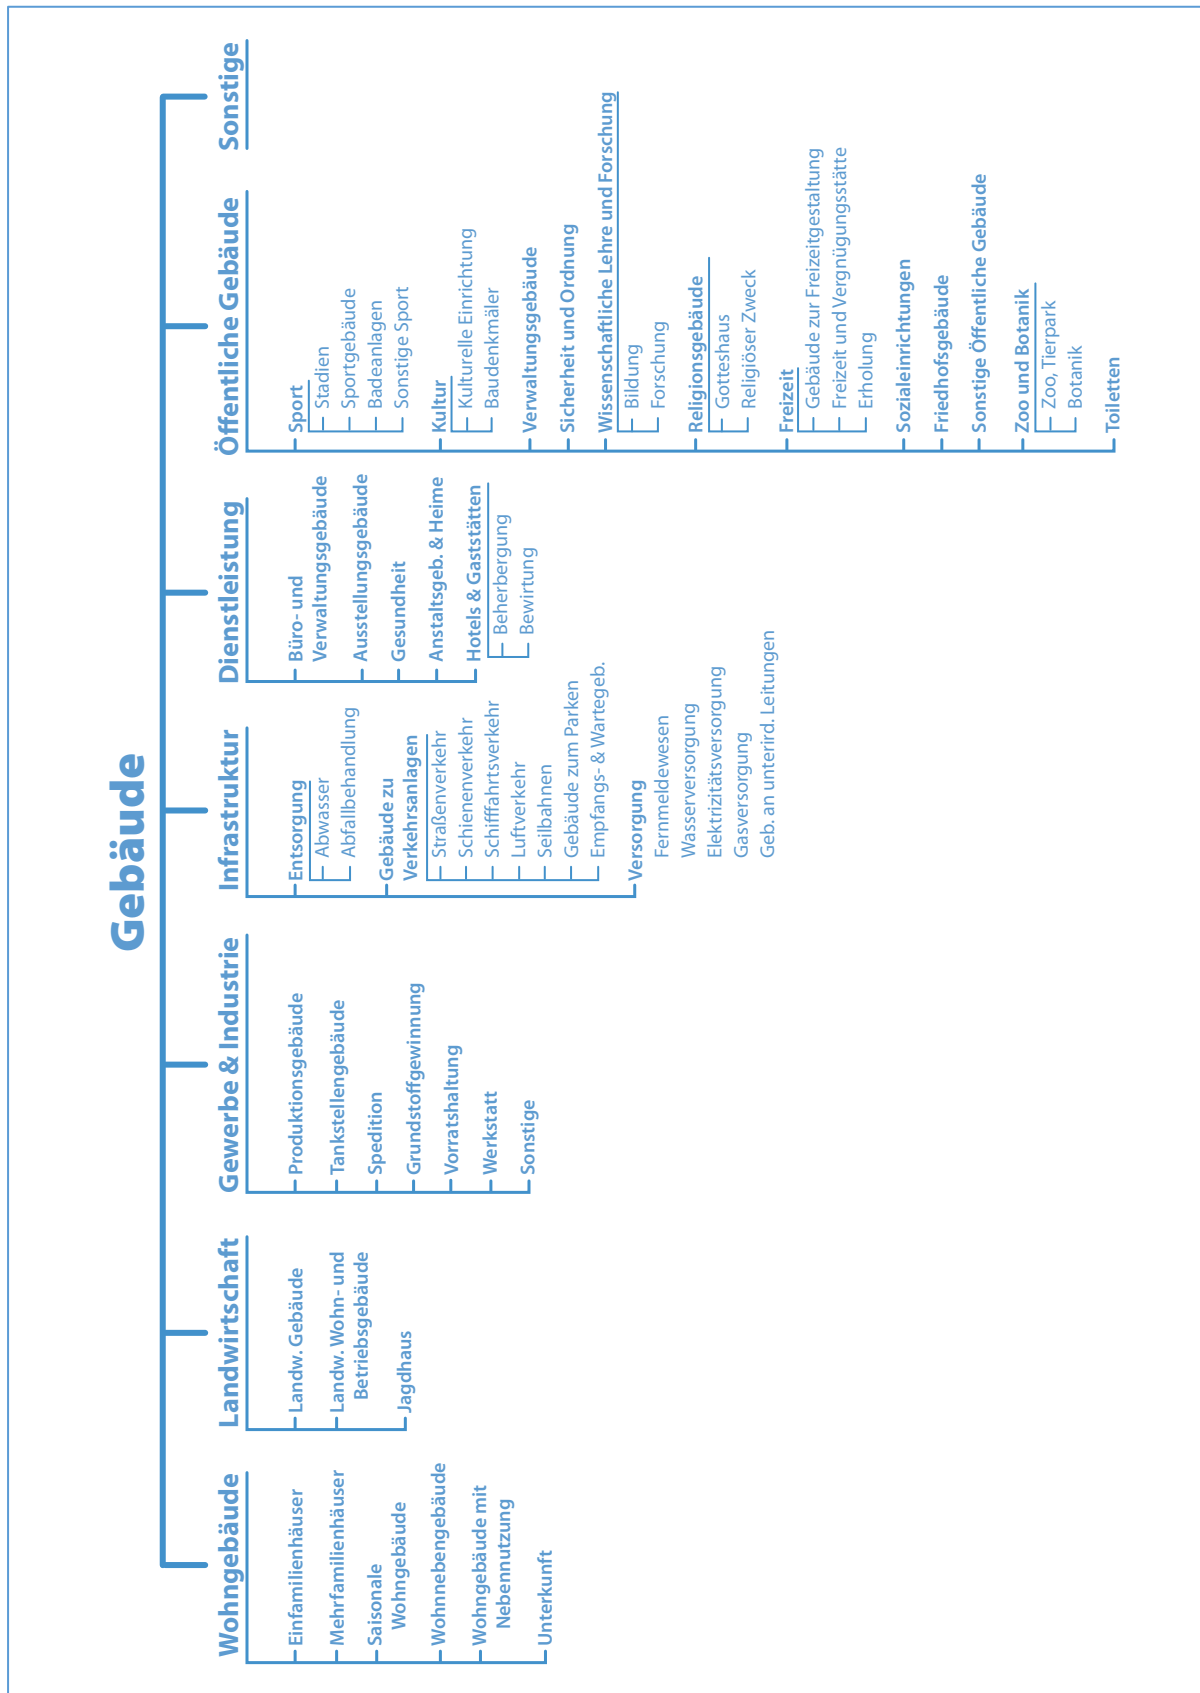 Gebäude
Wohngebäude
Einfamilienhäuser
Mehrfamilienhäuser
Saisonale
Wohngebäude
Wohnnebengebäude
Wohngebäude mit
Nebennutzung
Unterkunft
Landwirtschaft
Landw. Gebäude
Landw. Wohn- und
Betriebsgebäude
Jagdhaus
Gewerbe & Industrie
Produktionsgebäude
Tankstellengebäude
Spedition
Grundstoffgewinnung
Vorratshaltung
Werkstatt
Sonstige
Infrastruktur
Entsorgung
Abwasser
Abfallbehandlung
Gebäude zu
Verkehrsanlagen
Straßenverkehr
Schienenverkehr
Schifffahrtsverkehr
Luftverkehr
Seilbahnen
Gebäude zum Parken
Empfangs- & Wartegeb.
Versorgung
Fernmeldewesen
Wasserversorgung
Elektrizitätsversorgung
Gasversorgung
Geb. an unterird. Leitungen
Dienstleistung
Büro- und
Verwaltungsgebäude
Ausstellungsgebäude
Gesundheit
Anstaltsgeb. & Heime
Hotels & Gaststätten
Beherbergung
Bewirtung
Öffentliche Gebäude
Sport
Stadien
Sportgebäude
Badeanlagen
Sonstige Sport
Kultur
Kulturelle Einrichtung
Baudenkmäler
Verwaltungsgebäude
Sicherheit und Ordnung
Wissenschaftliche Lehre und Forschung
Bildung
Forschung
Religionsgebäude
Gotteshaus
Religiöser Zweck
Freizeit
Gebäude zur Freizeitgestaltung
Freizeit und Vergnügungsstätte
Erholung
Sozialeinrichtungen
Friedhofsgebäude
Sonstige Öffentliche Gebäude
Zoo und Botanik
Zoo, Tierpark
Botanik
Toiletten
Sonstige